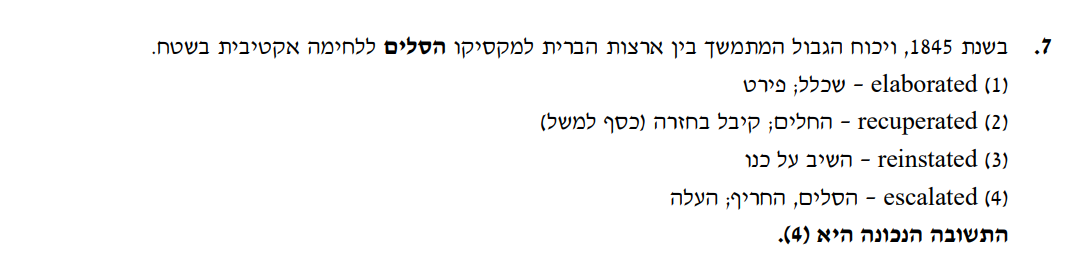 7. בשנת 1845, ויכוח הגבול המתמשך בין ארצות הברית למקסיקו הסלים ללחימה אקטיבית בשטח.
(1) elaborated – שכלל; פירט
(2) recuperated – החלים; קיבל בחזרה (כסף למשל)
(3) reinstated – השיב על כנו
(4) escalated – הסלים, החריף; העלה
התשובה הנכונה היא (4).